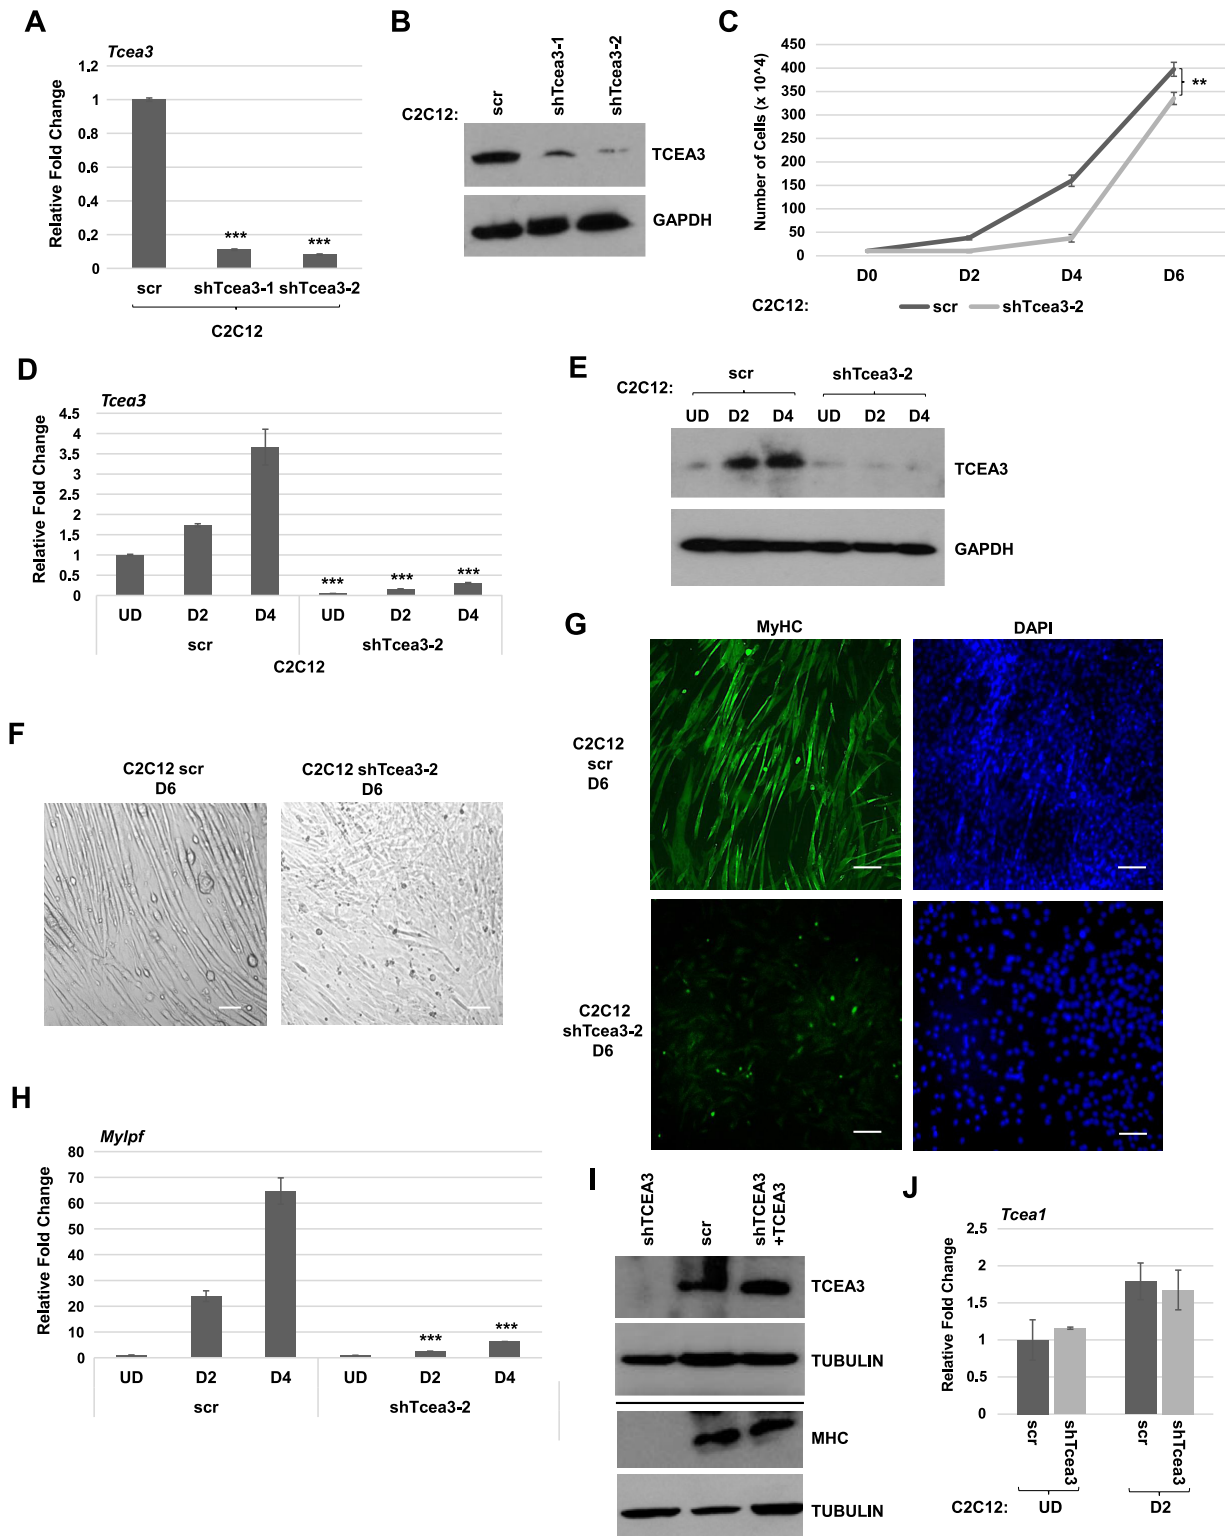 A
Tcea3
Relative Fold Change
1.2
1
0.8
0.6
0.4
0.2
0
***
***
scr shTcea3-1 shTcea3-2
C2C12
B
C2C12:
scr
shTcea3-1
shTcea3-2
TCEA3
GAPDH
C
Number of Cells (x 10^4)
450
400
350
300
250
200
150
100
50
0
**
D0 D2 D4 D6
C2C12: scr shTcea3-2
D
Tcea3
Relative Fold Change
4.5
4
3.5
3
2.5
2
1.5
1
0.5
0
*** *** ***
UD D2 D4 UD D2 D4
scr shTcea3-2
C2C12
E
scr shTcea3-2
C2C12:
UD D2 D4 UD D2 D4
TCEA3
GAPDH
F
C2C12 scr
D6
C2C12 shTcea3-2
D6
G
MyHC DAPI
C2C12
scr
D6
C2C12
shTcea3-2
D6
H
Mylpf
Relative Fold Change
80
70
60
50
40
30
20
10
0
*** ***
UD D2 D4 UD D2 D4
scr shTcea3-2
I
shTCEA3
scr
shTCEA3
+TCEA3
TCEA3
TUBULIN
MHC
TUBULIN
J
Tcea1
Relative Fold Change
2.5
2
1.5
1
0.5
0
scr
shTcea3
scr
shTcea3
C2C12: UD D2